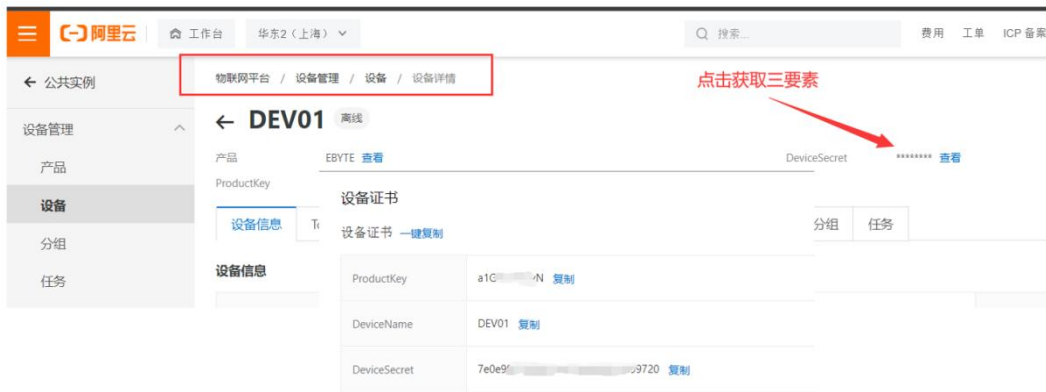 阿里云 工作台 华东2（上海） 搜索... 费用 工单 ICP 备案
公共实例
物联网平台 / 设备管理 / 设备 / 设备详情
点击获取三要素
设备管理
DEV01 离线
产品 EBYTE 查看 DeviceSecret ******** 查看
产品
ProductKey
设备证书
设备
设备信息 分组 任务
设备证书 一键复制
分组
设备信息
ProductKey a1G N 复制
任务
DeviceName DEV01 复制
DeviceSecret 7e0e9 9720 复制